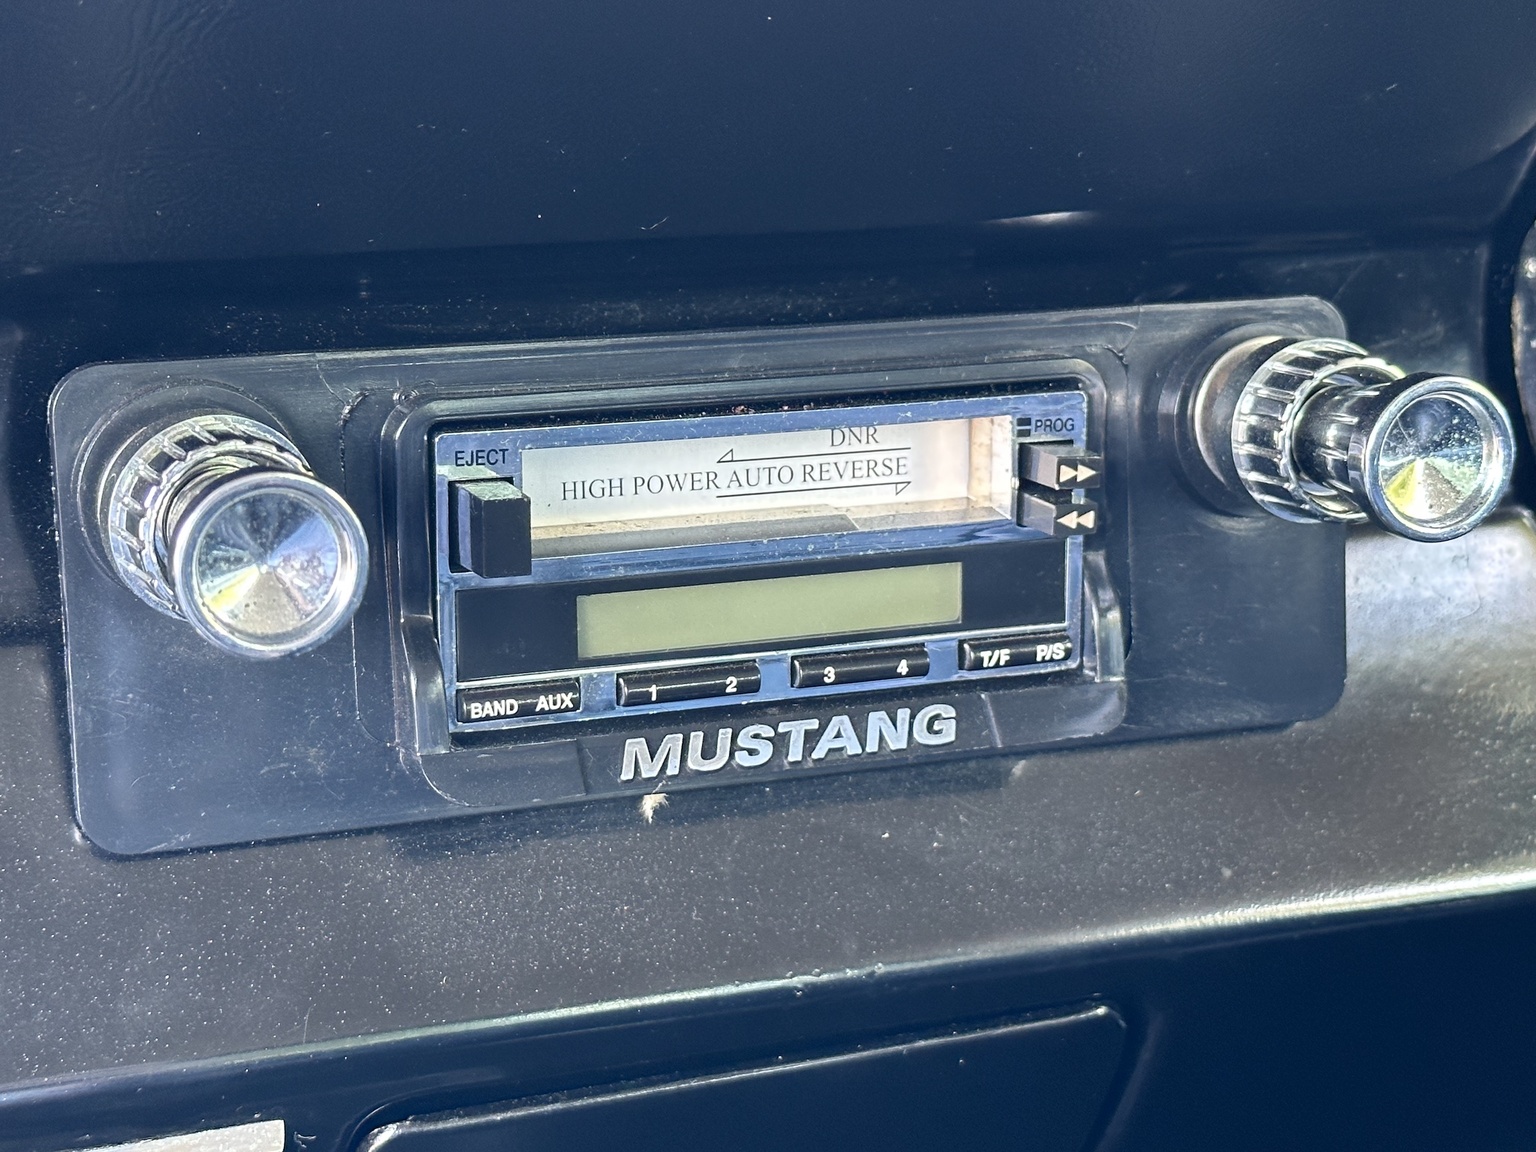 DNR
EJECT
PROG
HIGH POWER AUTO REVERSE
BAND AUX
1 2
3 4
T/F P/S
MUSTANG